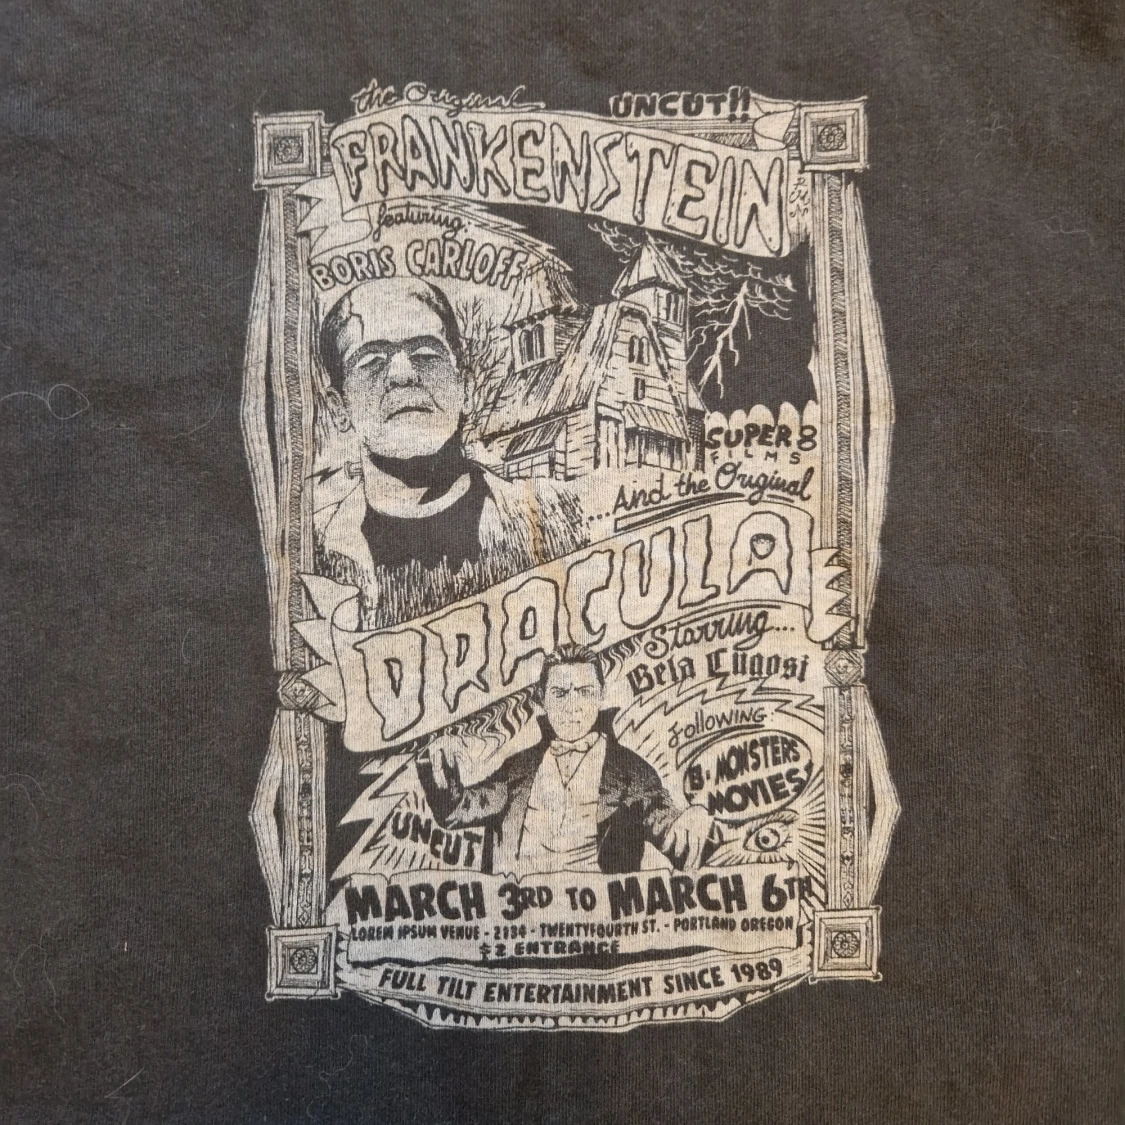 the Original
UNCUT!!
FRANKENSTEIN
featuring:
BORIS CARLOFF
SUPER 8
FILMS
...And the Original
DRACULA
Starring...
Bela Lugosi
FOLLOWING:
B-MONSTERS
MOVIES
UNCUT
MARCH 3RD TO MARCH 6TH
LOREM IPSUM VENUE - 2134 - TWENTYFOURTH ST. - PORTLAND OREGON
$2 ENTRANCE
FULL TILT ENTERTAINMENT SINCE 1989